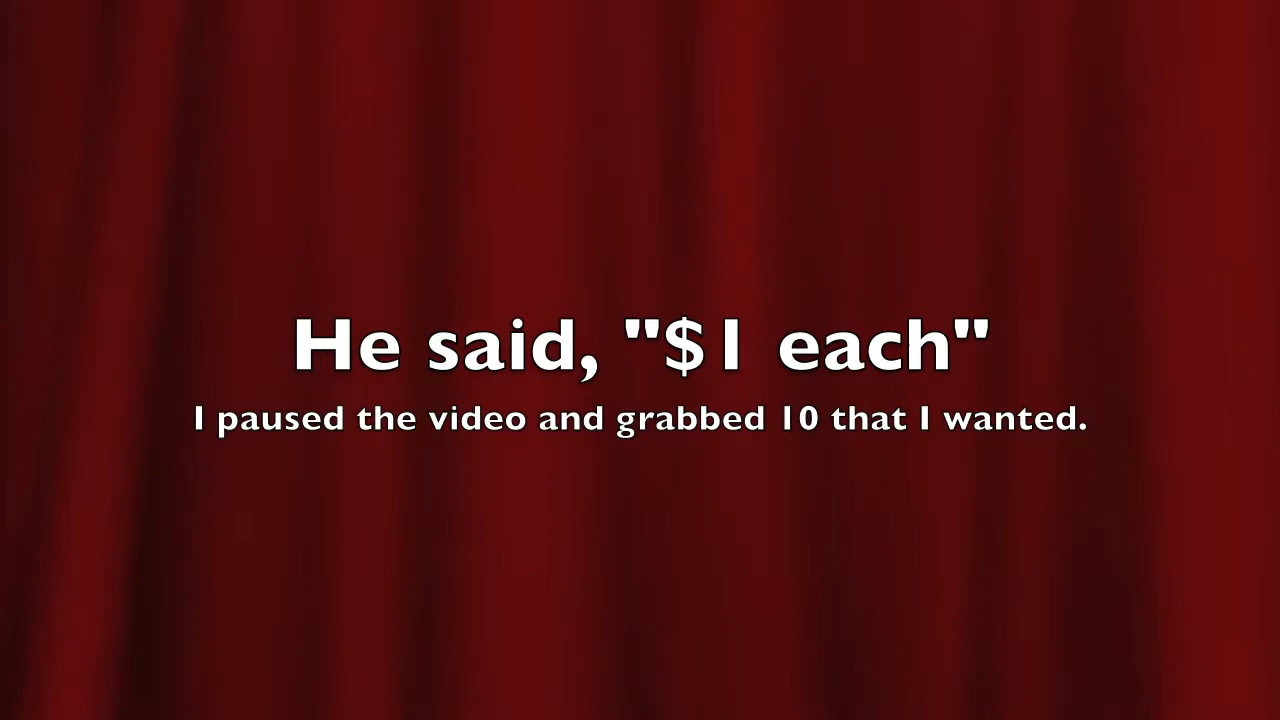 He said, "$1 each"
I paused the video and grabbed 10 that I wanted.